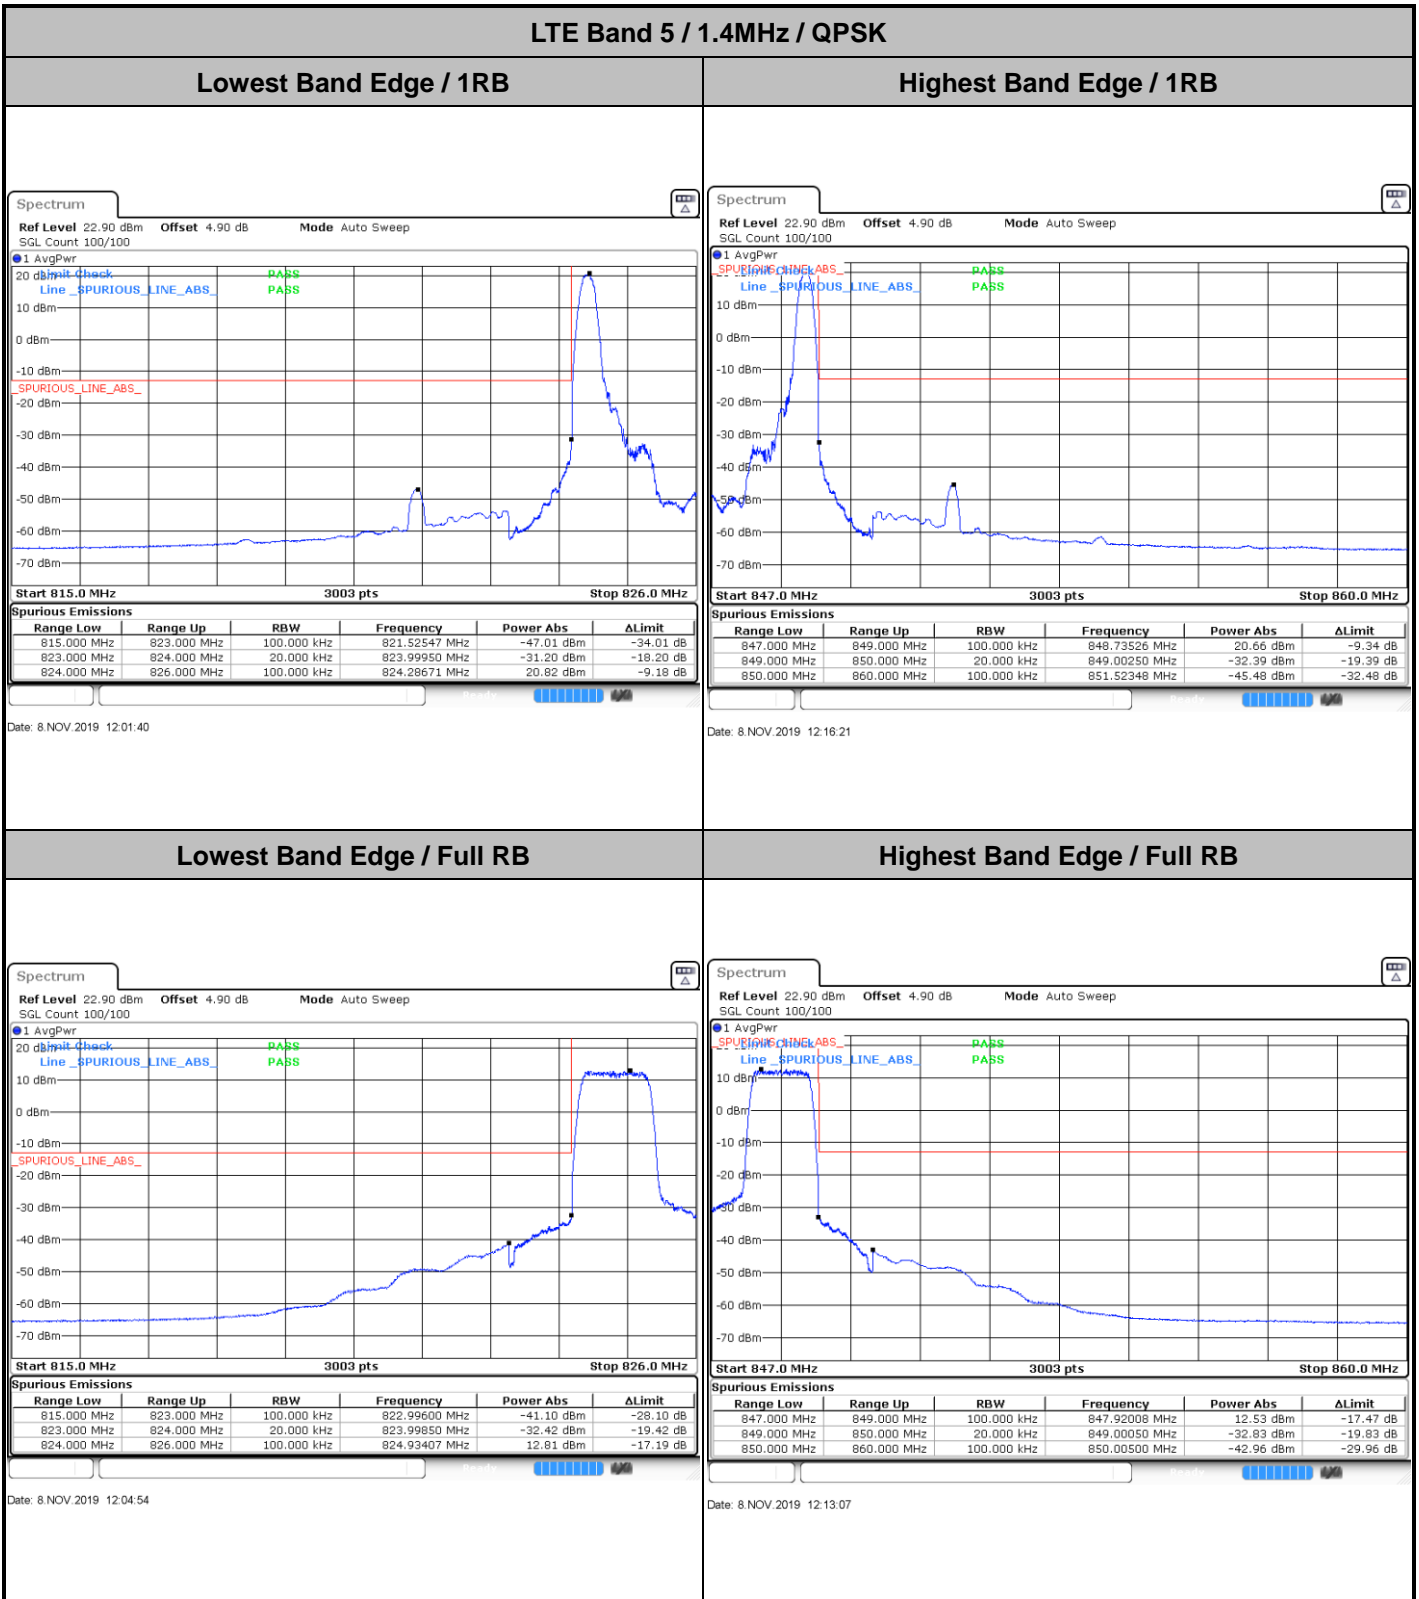 LTE Band 5 / 1.4MHz / QPSK
Lowest Band Edge / 1RB
Highest Band Edge / 1RB
Spectrum
Ref Level 22.90 dBm Offset 4.90 dB Mode Auto Sweep
SGL Count 100/100
1 AvgPwr
20 dBm
Limit Check PASS
Line _SPURIOUS_LINE_ABS_ PASS
10 dBm
0 dBm
-10 dBm
_SPURIOUS_LINE_ABS_
-20 dBm
-30 dBm
-40 dBm
-50 dBm
-60 dBm
-70 dBm
Start 815.0 MHz 3003 pts Stop 826.0 MHz
Spurious Emissions
Range Low Range Up RBW Frequency Power Abs ΔLimit
815.000 MHz 823.000 MHz 100.000 kHz 821.52547 MHz -47.01 dBm -34.01 dB
823.000 MHz 824.000 MHz 20.000 kHz 823.99950 MHz -31.20 dBm -18.20 dB
824.000 MHz 826.000 MHz 100.000 kHz 824.28671 MHz 20.82 dBm -9.18 dB
Ready
Date: 8.NOV.2019 12:01:40
Spectrum
Ref Level 22.90 dBm Offset 4.90 dB Mode Auto Sweep
SGL Count 100/100
1 AvgPwr
_SPURIOUS_LINE_ABS_
Limit Check PASS
Line _SPURIOUS_LINE_ABS_ PASS
10 dBm
0 dBm
-10 dBm
-20 dBm
-30 dBm
-40 dBm
-50 dBm
-60 dBm
-70 dBm
Start 847.0 MHz 3003 pts Stop 860.0 MHz
Spurious Emissions
Range Low Range Up RBW Frequency Power Abs ΔLimit
847.000 MHz 849.000 MHz 100.000 kHz 848.73526 MHz 20.66 dBm -9.34 dB
849.000 MHz 850.000 MHz 20.000 kHz 849.00250 MHz -32.39 dBm -19.39 dB
850.000 MHz 860.000 MHz 100.000 kHz 851.52348 MHz -45.48 dBm -32.48 dB
Ready
Date: 8.NOV.2019 12:16:21
Lowest Band Edge / Full RB
Highest Band Edge / Full RB
Spectrum
Ref Level 22.90 dBm Offset 4.90 dB Mode Auto Sweep
SGL Count 100/100
1 AvgPwr
20 dBm
Limit Check PASS
Line _SPURIOUS_LINE_ABS_ PASS
10 dBm
0 dBm
-10 dBm
_SPURIOUS_LINE_ABS_
-20 dBm
-30 dBm
-40 dBm
-50 dBm
-60 dBm
-70 dBm
Start 815.0 MHz 3003 pts Stop 826.0 MHz
Spurious Emissions
Range Low Range Up RBW Frequency Power Abs ΔLimit
815.000 MHz 823.000 MHz 100.000 kHz 822.99600 MHz -41.10 dBm -28.10 dB
823.000 MHz 824.000 MHz 20.000 kHz 823.99850 MHz -32.42 dBm -19.42 dB
824.000 MHz 826.000 MHz 100.000 kHz 824.93407 MHz 12.81 dBm -17.19 dB
Ready
Date: 8.NOV.2019 12:04:54
Spectrum
Ref Level 22.90 dBm Offset 4.90 dB Mode Auto Sweep
SGL Count 100/100
1 AvgPwr
_SPURIOUS_LINE_ABS_
Limit Check PASS
Line _SPURIOUS_LINE_ABS_ PASS
10 dBm
0 dBm
-10 dBm
-20 dBm
-30 dBm
-40 dBm
-50 dBm
-60 dBm
-70 dBm
Start 847.0 MHz 3003 pts Stop 860.0 MHz
Spurious Emissions
Range Low Range Up RBW Frequency Power Abs ΔLimit
847.000 MHz 849.000 MHz 100.000 kHz 847.92008 MHz 12.53 dBm -17.47 dB
849.000 MHz 850.000 MHz 20.000 kHz 849.00050 MHz -32.83 dBm -19.83 dB
850.000 MHz 860.000 MHz 100.000 kHz 850.00500 MHz -42.96 dBm -29.96 dB
Ready
Date: 8.NOV.2019 12:13:07